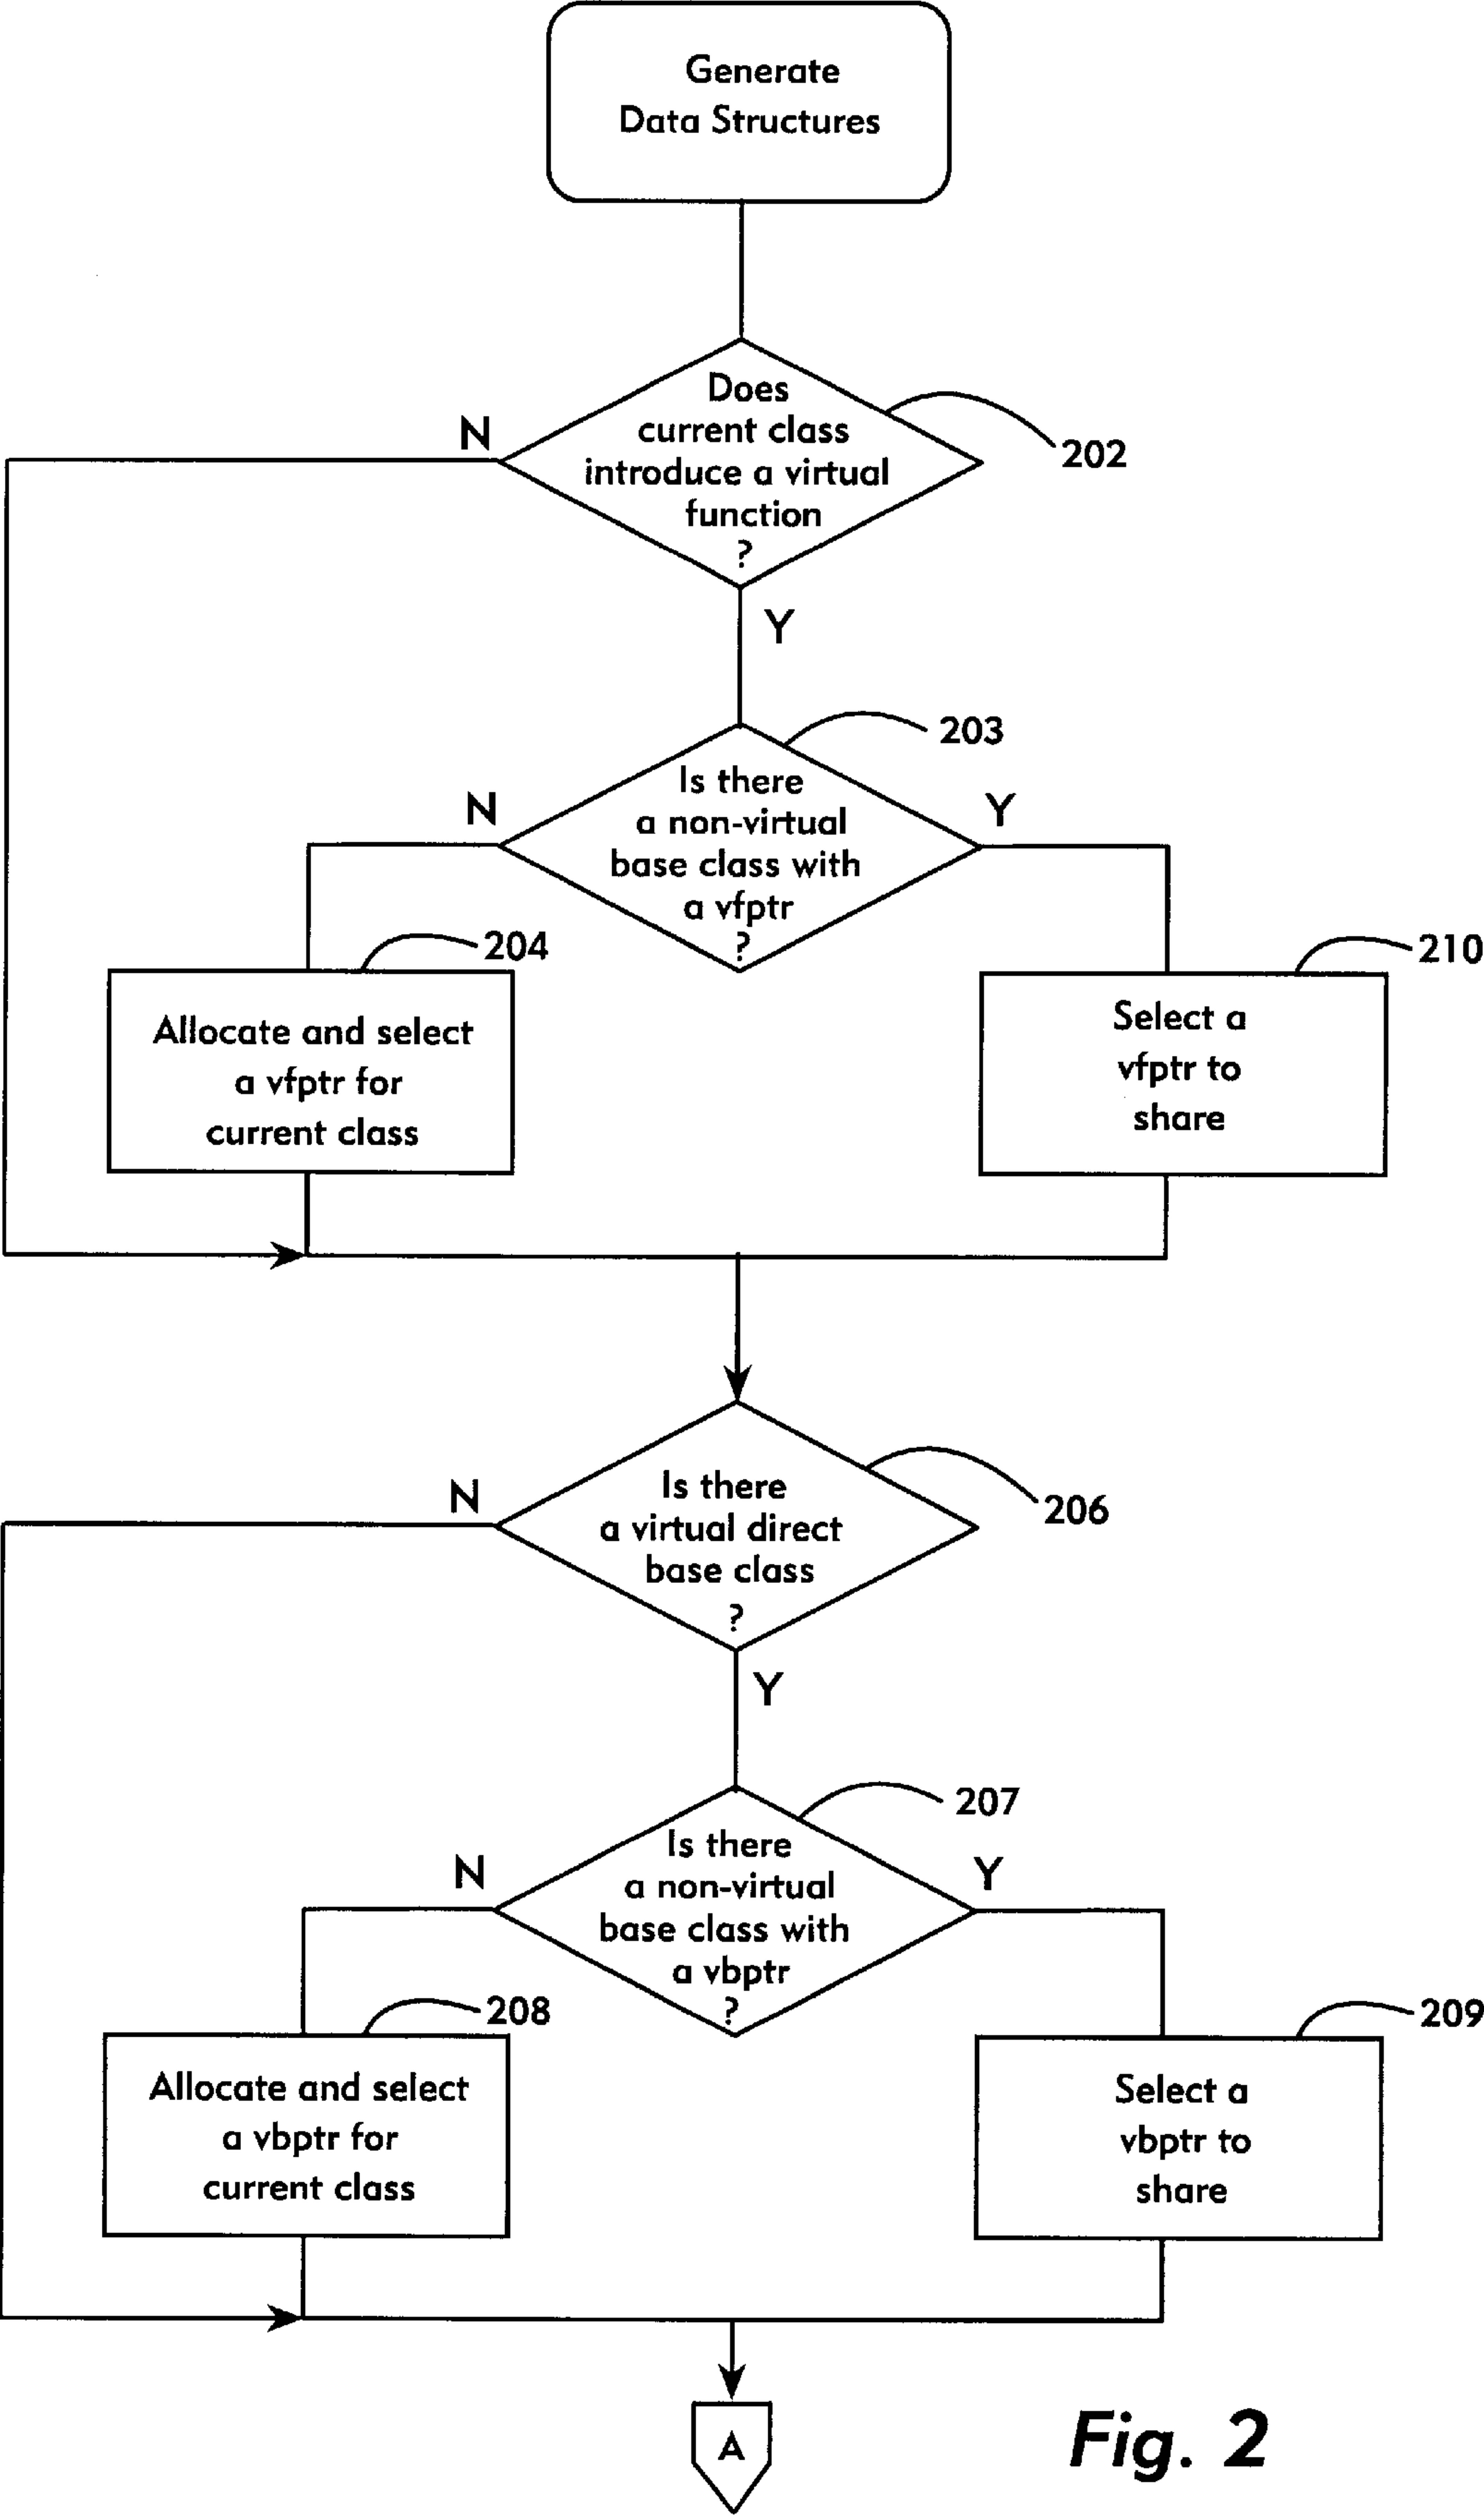 Generate
Data Structures
Does
current class
introduce a virtual
function
?
202
N
Y
203
Is there
a non-virtual
base class with
a vfptr
?
N
Y
204
Allocate and select
a vfptr for
current class
210
Select a
vfptr to
share
206
Is there
a virtual direct
base class
?
N
Y
207
Is there
a non-virtual
base class with
a vbptr
?
N
Y
208
Allocate and select
a vbptr for
current class
209
Select a
vbptr to
share
A
Fig. 2